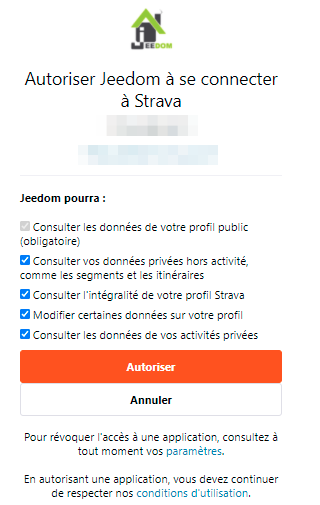 JEEDOM
Autoriser Jeedom à se connecter
à Strava
Jeedom pourra :
Consulter les données de votre profil public
(obligatoire)
Consulter vos données privées hors activité,
comme les segments et les itinéraires
Consulter l'intégralité de votre profil Strava
Modifier certaines données sur votre profil
Consulter les données de vos activités privées
Autoriser
Annuler
Pour révoquer l'accès à une application, consultez à
tout moment vos paramètres.
En autorisant une application, vous devez continuer
de respecter nos conditions d'utilisation.